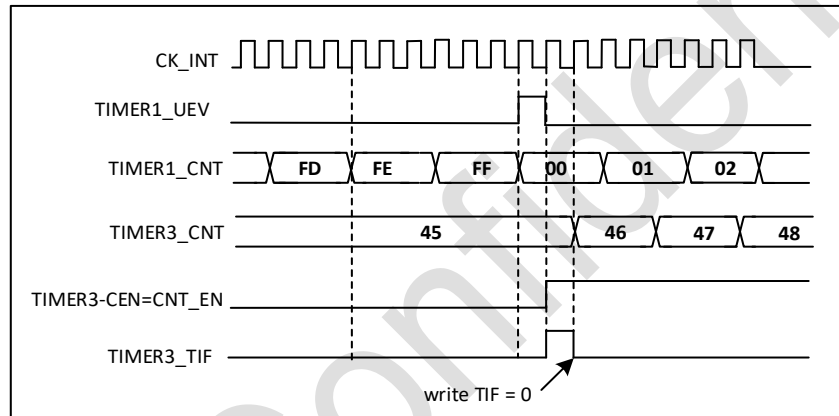 CK_INT
TIMER1_UEV
TIMER1_CNT FD FE FF 00 01 02
TIMER3_CNT 45 46 47 48
TIMER3-CEN=CNT_EN
TIMER3_TIF
write TIF = 0